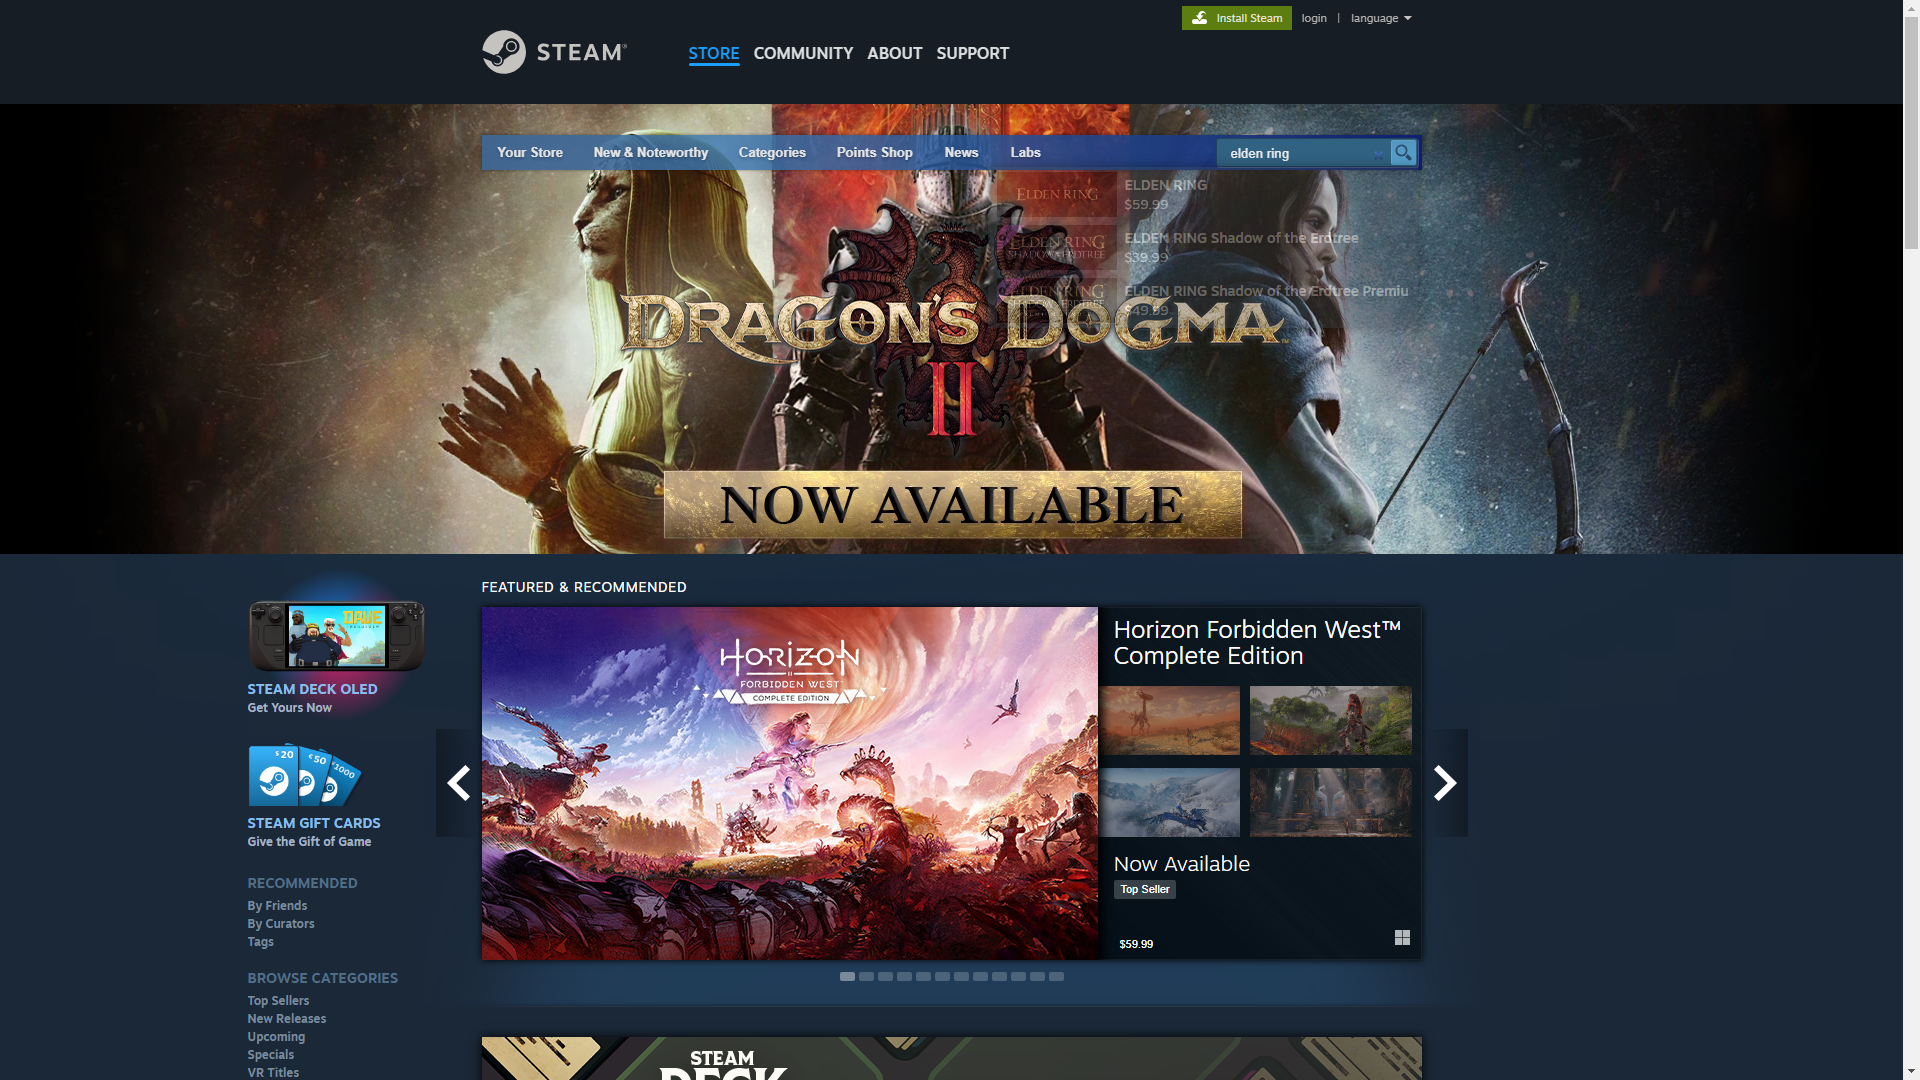 Install Steam login | language
STEAM®
STORE COMMUNITY ABOUT SUPPORT
Your Store New & Noteworthy Categories Points Shop News Labs elden ring
ELDEN RING ELDEN RING
$59.99
ELDEN RING ELDEN RING Shadow of the Erdtree
SHADOW ERDTREE $39.99
ELDEN RING ELDEN RING Shadow of the Erdtree Premiu
SHADOW ERDTREE $49.99
DRAGON'S DOGMA™
II
NOW AVAILABLE
FEATURED & RECOMMENDED
DAVE
STEAM DECK OLED
Get Yours Now
$20 €50 1000
STEAM GIFT CARDS
Give the Gift of Game
HORIZON
FORBIDDEN WEST
COMPLETE EDITION
Horizon Forbidden West™
Complete Edition
Now Available
Top Seller
$59.99
RECOMMENDED
By Friends
By Curators
Tags
BROWSE CATEGORIES
Top Sellers
New Releases
Upcoming
Specials
VR Titles
STEAM
DECK